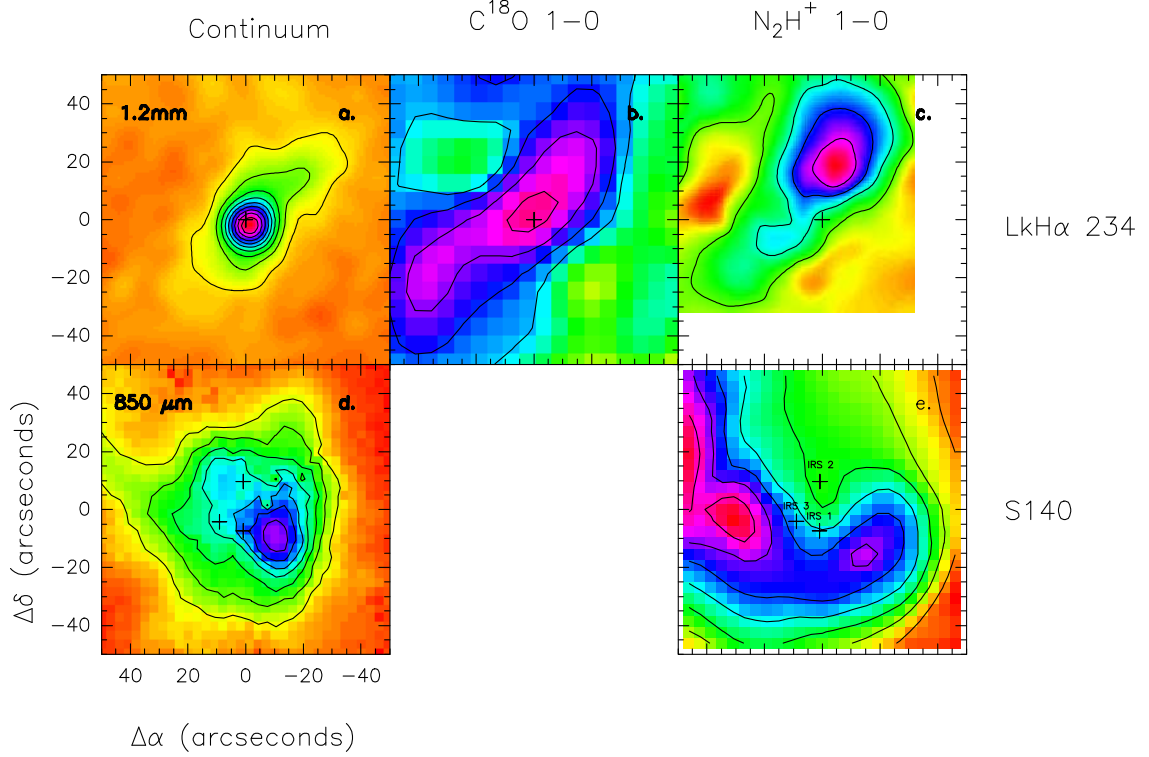 Continuum
C¹⁸O 1−0
N₂H⁺ 1−0
1.2mm
a.
b.
c.
40
20
0
−20
−40
LkHα 234
850 μm
d.
e.
IRS 2
IRS 3
IRS 1
40
20
0
−20
−40
S140
40 20 0 −20 −40
Δδ (arcseconds)
Δα (arcseconds)